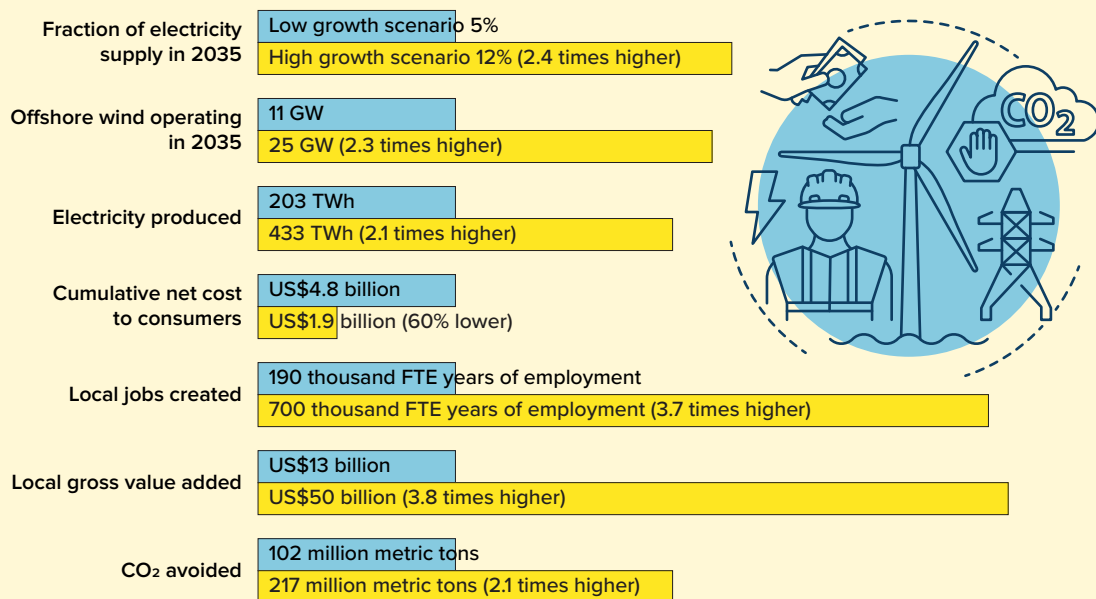 Fraction of electricity
supply in 2035
Low growth scenario 5%
High growth scenario 12% (2.4 times higher)
Offshore wind operating
in 2035
11 GW
25 GW (2.3 times higher)
Electricity produced
203 TWh
433 TWh (2.1 times higher)
Cumulative net cost
to consumers
US$4.8 billion
US$1.9 billion (60% lower)
Local jobs created
190 thousand FTE years of employment
700 thousand FTE years of employment (3.7 times higher)
Local gross value added
US$13 billion
US$50 billion (3.8 times higher)
CO₂ avoided
102 million metric tons
217 million metric tons (2.1 times higher)
CO₂